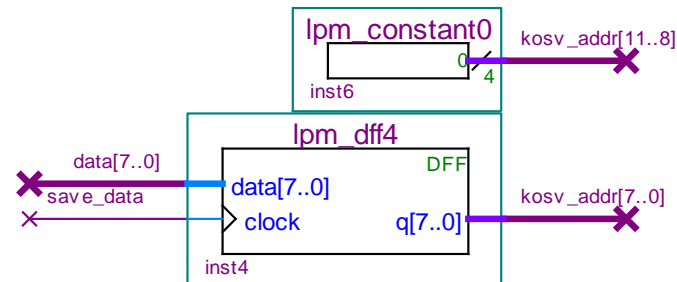 lpm_constant0
kosv_addr[11..8]
0
4
inst6
lpm_dff4
data[7..0]
DFF
kosv_addr[7..0]
data[7..0]
save_data
clock
q[7..0]
inst4